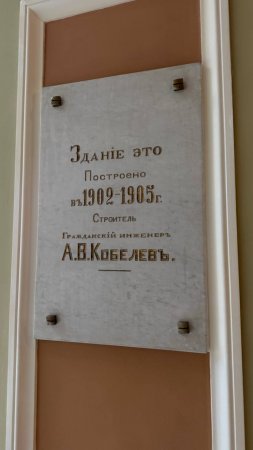 Зданіе это
Построено
въ 1902-1905 г.
Строитель
Гражданскій инженеръ
А.В.Кобелевъ.